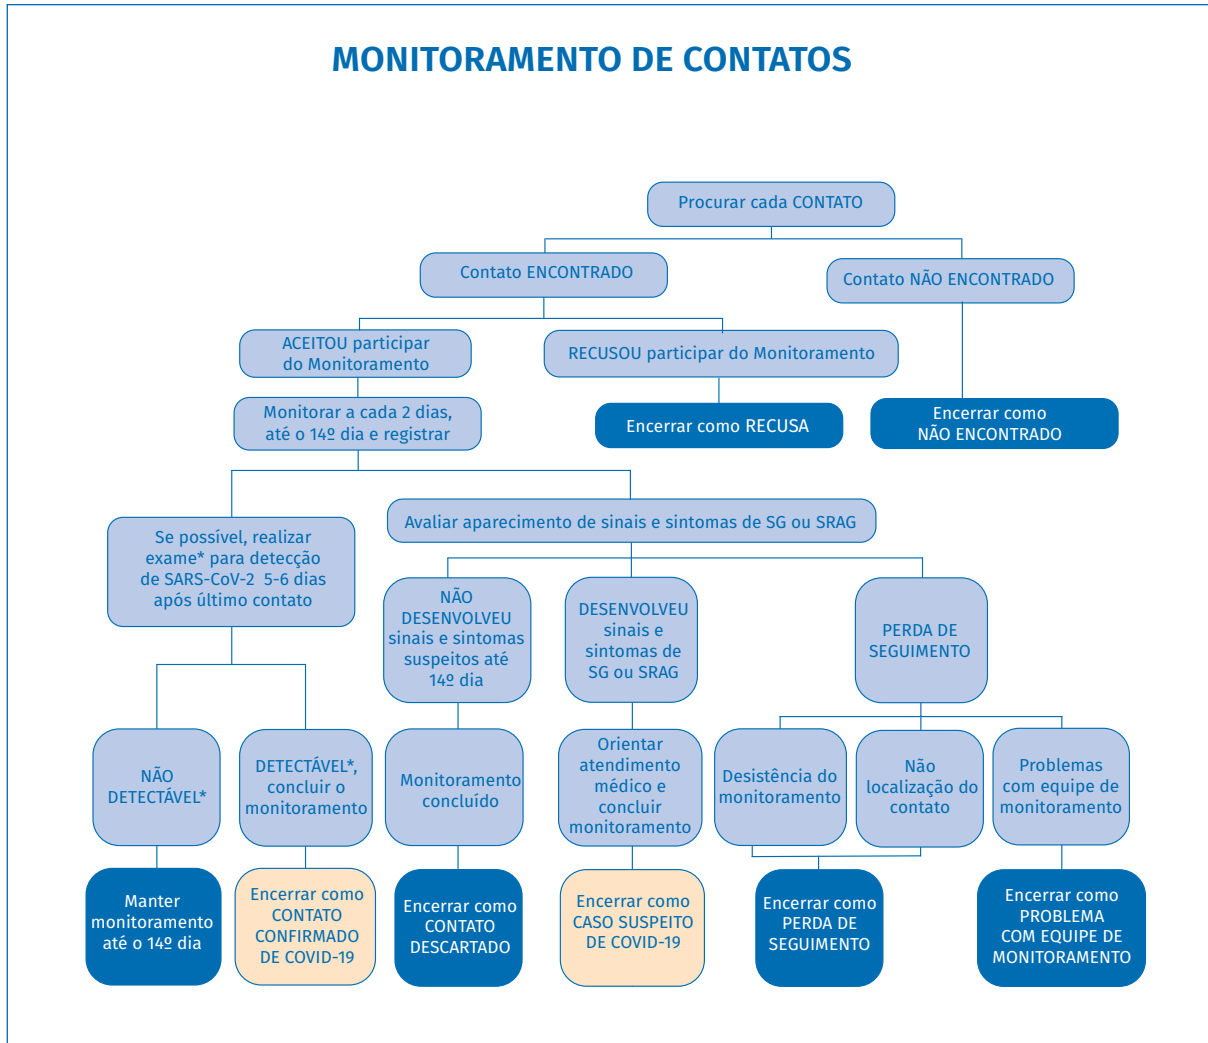 MONITORAMENTO DE CONTATOS
Procurar cada CONTATO
Contato ENCONTRADO
Contato NÃO ENCONTRADO
ACEITOU participar
do Monitoramento
RECUSOU participar do Monitoramento
Monitorar a cada 2 dias,
até o 14º dia e registrar
Encerrar como RECUSA
Encerrar como
NÃO ENCONTRADO
Se possível, realizar
exame* para detecção
de SARS-CoV-2 5-6 dias
após último contato
Avaliar aparecimento de sinais e sintomas de SG ou SRAG
NÃO
DESENVOLVEU
sinais e sintomas
suspeitos até
14º dia
DESENVOLVEU
sinais e
sintomas de
SG ou SRAG
PERDA DE
SEGUIMENTO
NÃO
DETECTÁVEL*
DETECTÁVEL*,
concluir o
monitoramento
Monitoramento
concluído
Orientar
atendimento
médico e
concluir
monitoramento
Desistência do
monitoramento
Não
localização do
contato
Problemas
com equipe de
monitoramento
Manter
monitoramento
até o 14º dia
Encerrar como
CONTATO
CONFIRMADO
DE COVID-19
Encerrar como
CONTATO
DESCARTADO
Encerrar como
CASO SUSPEITO
DE COVID-19
Encerrar como
PERDA DE
SEGUIMENTO
Encerrar como
PROBLEMA
COM EQUIPE DE
MONITORAMENTO